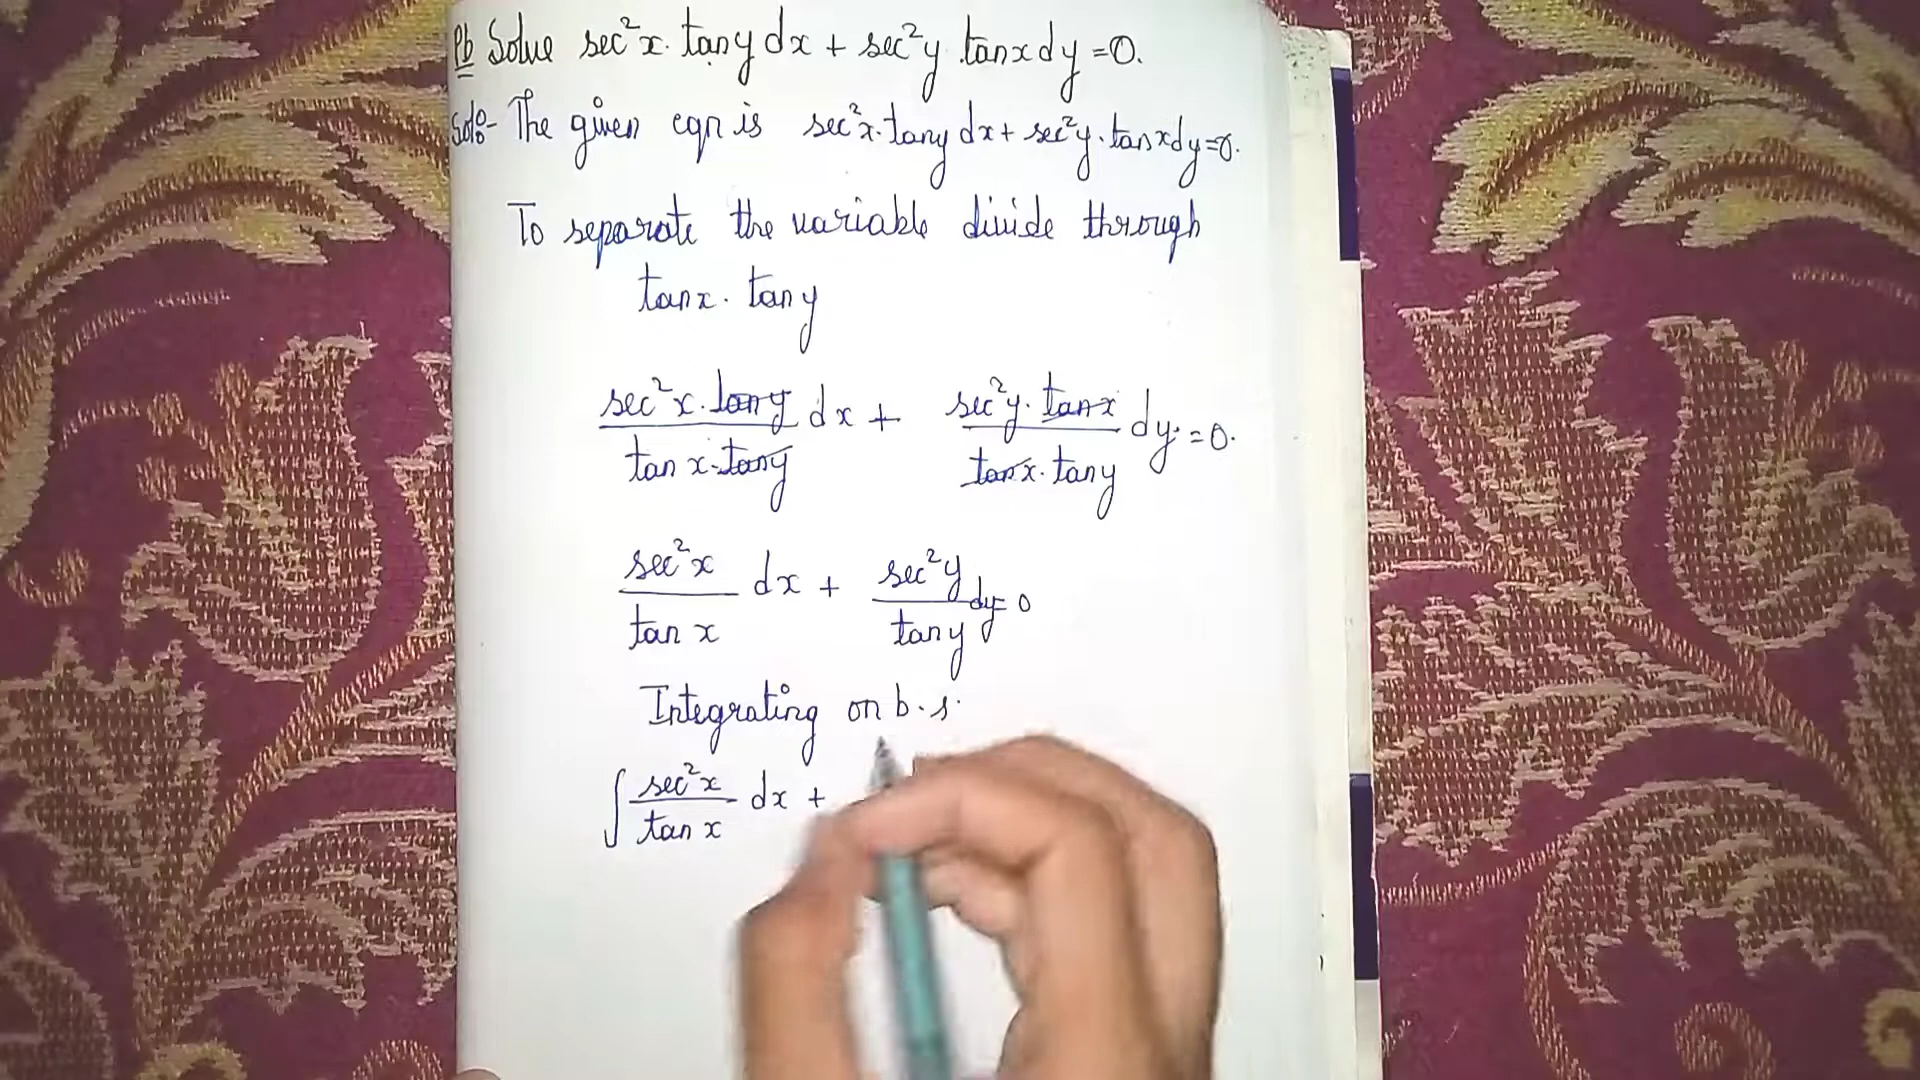 Pb Solve sec²x. tany dx + sec²y .tanx dy = 0.
Sol:- The given eqn is sec²x. tany dx + sec²y. tanx dy = 0.
To separate the variable divide through
tanx. tany
sec²x. tany / tan x. tany dx + sec²y. tanx / tanx. tany dy = 0.
sec²x / tan x dx + sec²y / tany dy = 0
Integrating on b.s.
∫ sec²x / tan x dx +